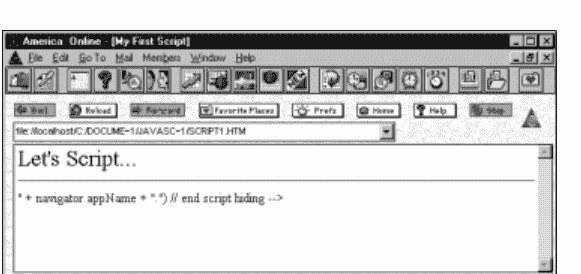 America Online - [My First Script]
File Edit Go To Mail Members Window Help
Back Reload Forward Favorite Places Prefs Home Help Stop
file://localhost/C:/DOCUME~1/JAVASC~1/SCRIPT1.HTM
Let's Script...
" + navigator.appName + ".") // end script hiding -->